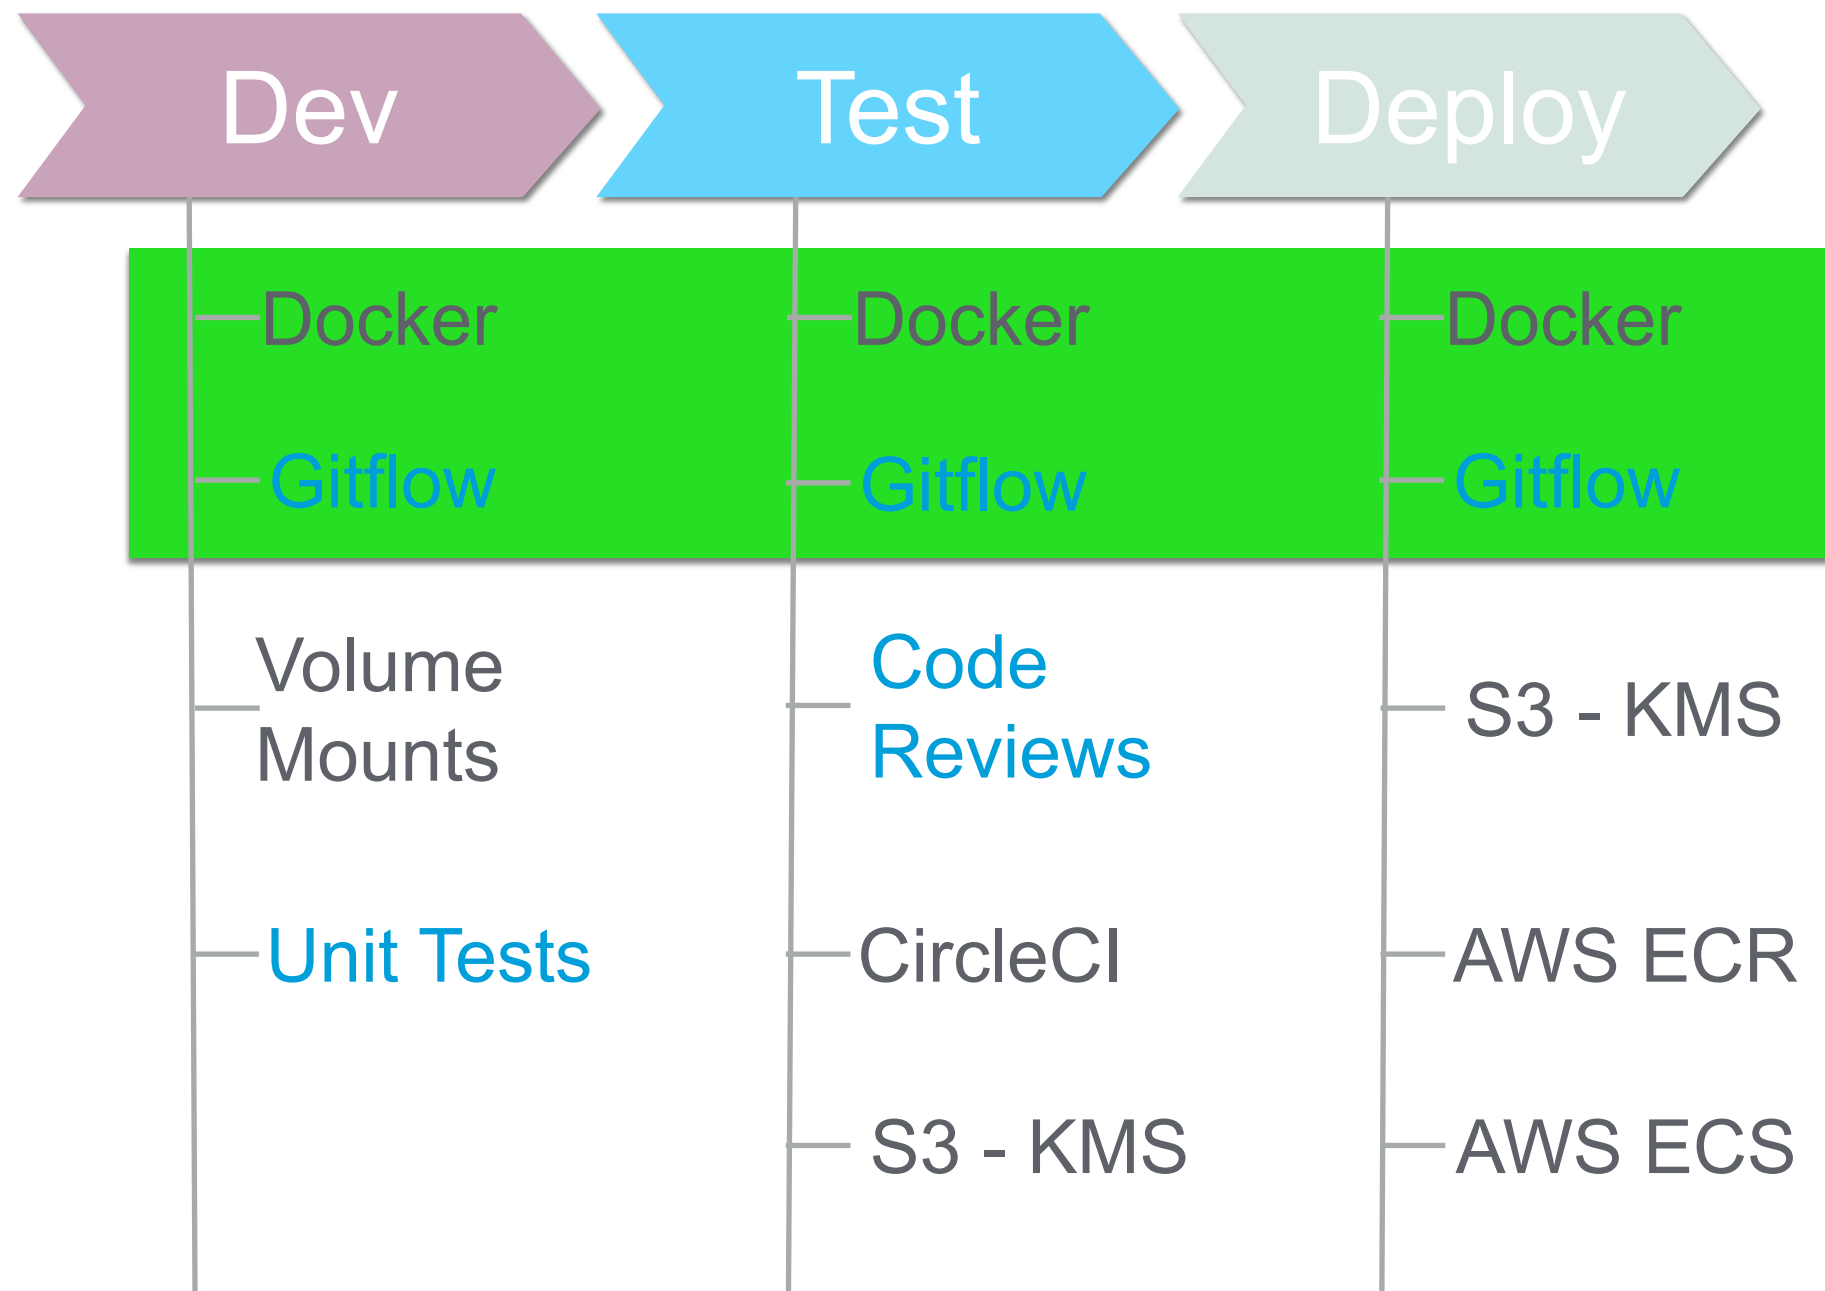 Dev
Test
Deploy
Docker
Docker
Docker
Gitflow
Gitflow
Gitflow
Volume
Mounts
Code
Reviews
S3 - KMS
Unit Tests
CircleCI
AWS ECR
S3 - KMS
AWS ECS